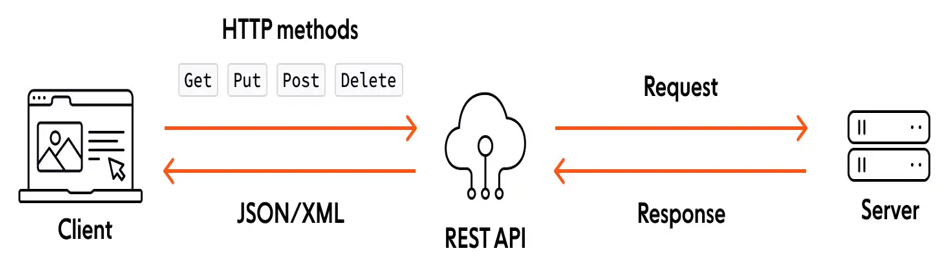 HTTP methods
Get Put Post Delete
Request
JSON/XML
Response
Client
REST API
Server